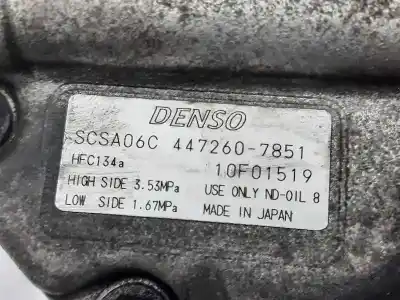 DENSO
SCSA06C 447260-7851
HFC134a 10F01519
HIGH SIDE 3.53MPa USE ONLY ND-OIL 8
LOW SIDE 1.67MPa MADE IN JAPAN